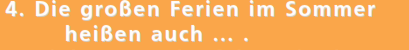 4. Die großen Ferien im Sommer
heißen auch ... .